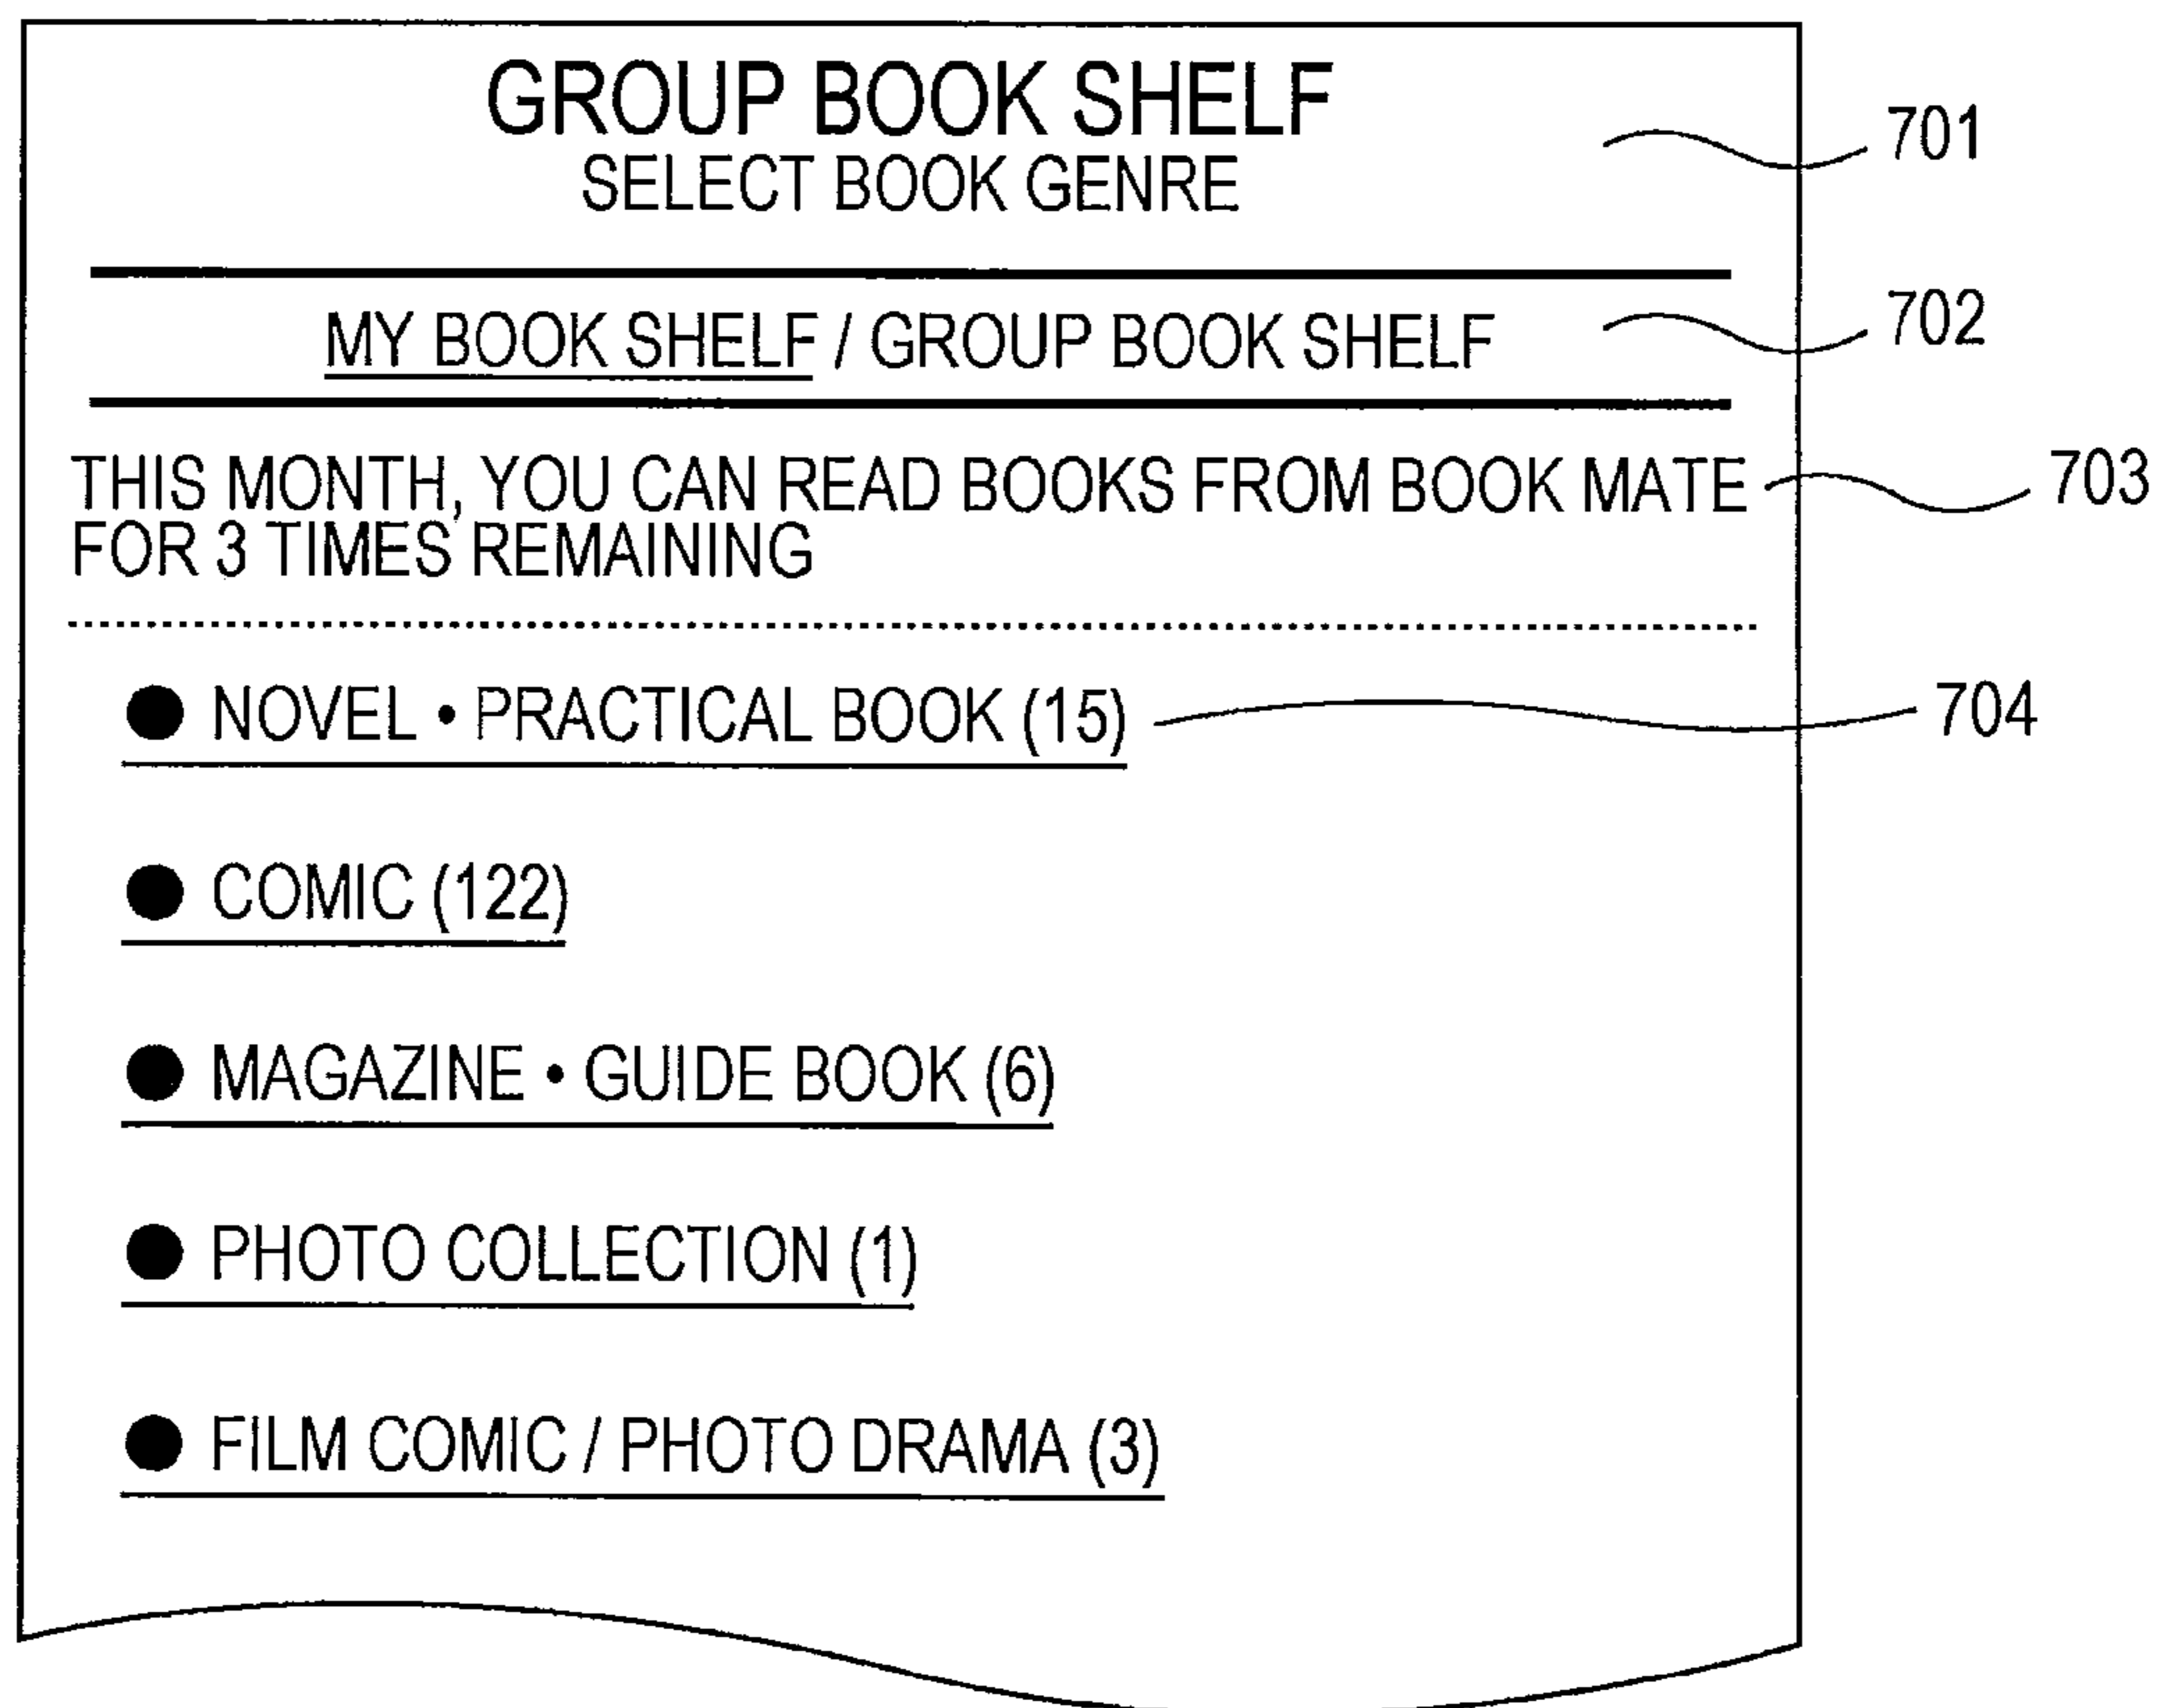 GROUP BOOK SHELF
SELECT BOOK GENRE
701
MY BOOK SHELF / GROUP BOOK SHELF
702
THIS MONTH, YOU CAN READ BOOKS FROM BOOK MATE
703
FOR 3 TIMES REMAINING
● NOVEL • PRACTICAL BOOK (15)
704
● COMIC (122)
● MAGAZINE • GUIDE BOOK (6)
● PHOTO COLLECTION (1)
● FILM COMIC / PHOTO DRAMA (3)